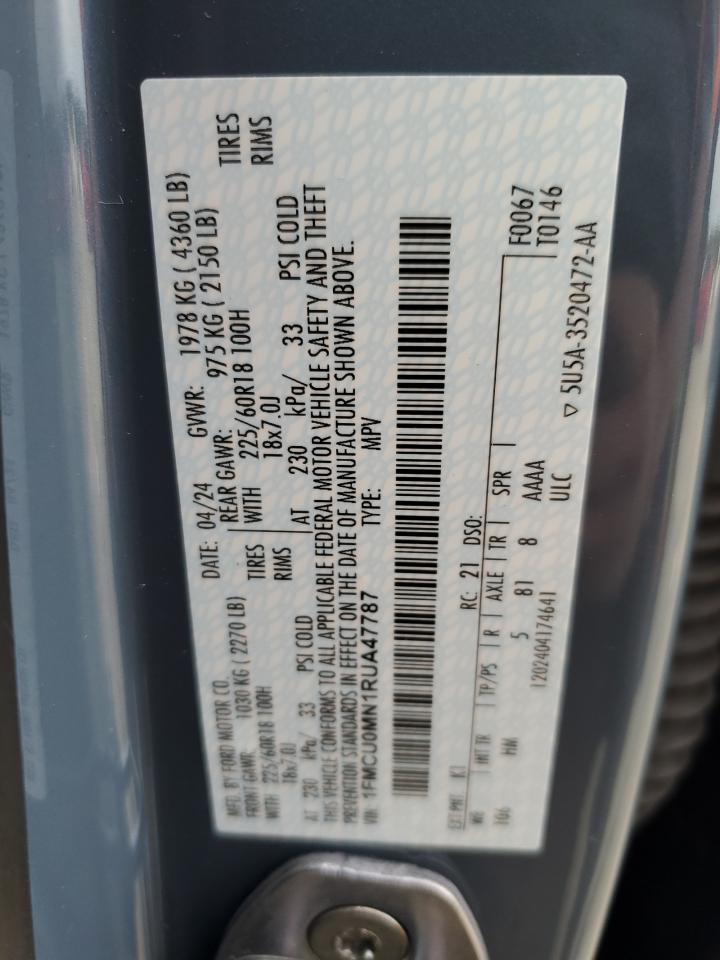 MFD. BY FORD MOTOR CO. DATE: 04/24 GVWR: 1978 KG ( 4360 LB)
FRONT GAWR: 1030 KG ( 2270 LB) REAR GAWR: 975 KG ( 2150 LB)
WITH 225/60R18 100H TIRES WITH 225/60R18 100H TIRES
18x7.0J RIMS 18x7.0J RIMS
AT 230 kPa/ 33 PSI COLD AT 230 kPa/ 33 PSI COLD
THIS VEHICLE CONFORMS TO ALL APPLICABLE FEDERAL MOTOR VEHICLE SAFETY AND THEFT
PREVENTION STANDARDS IN EFFECT ON THE DATE OF MANUFACTURE SHOWN ABOVE.
VIN: 1FMCU0MN1RUA47787 TYPE: MPV
EXT PNT: K1 RC: 21 DSO: F0067
WB INT TR TP/PS R AXLE TR SPR T0146
106 HM 5 81 8 AAAA
ULC
1202404174641 ▽ 5U5A-3520472-AA